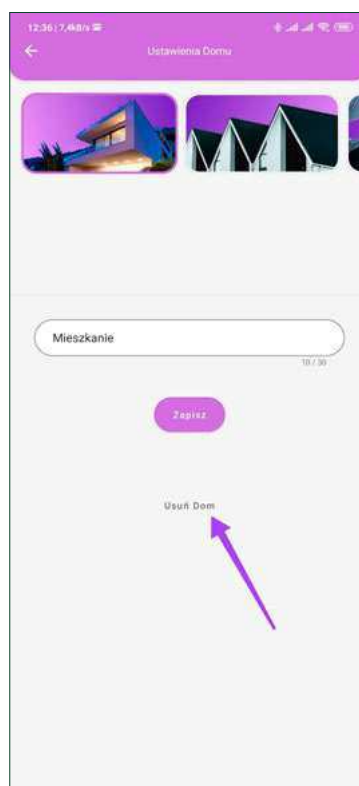 12:36 | 7,4kB/s
Ustawienia Domu
Mieszkanie
10 / 30
Zapisz
Usuń Dom